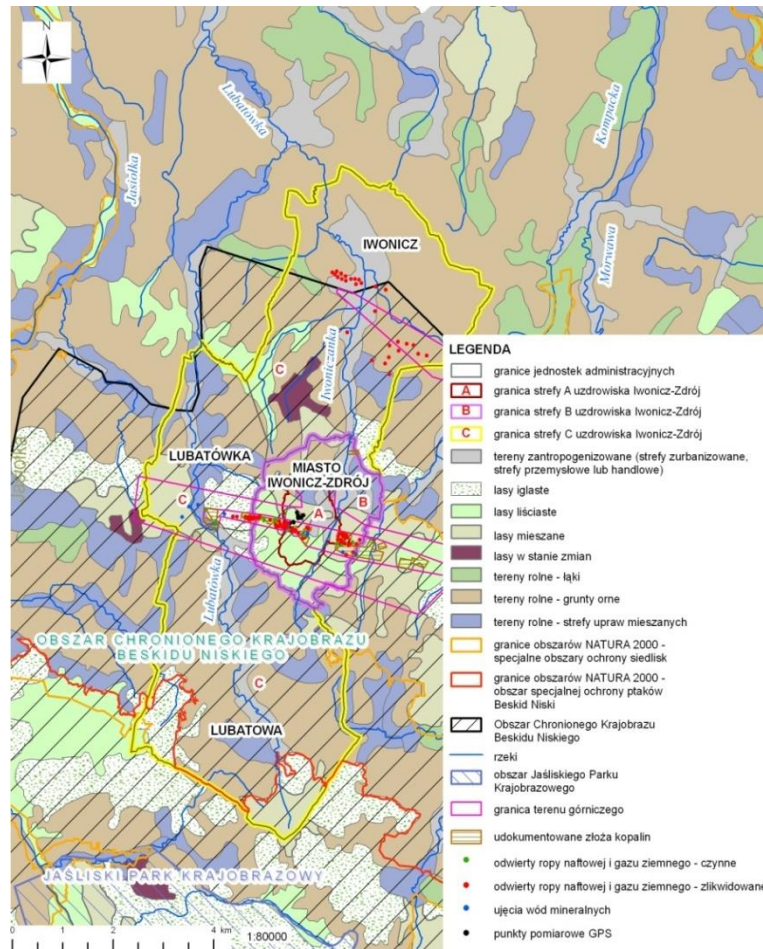 N
Lubatówka
Kompacka
Jasiołka
IWONICZ
Morwawa
Iwoniczanka
C
LUBATÓWKA
MIASTO
IWONICZ-ZDRÓJ
B
C
A
Lubatówka
OBSZAR CHRONIONEGO KRAJOBRAZU
BESKIDU NISKIEGO
C
LUBATOWA
JAŚLISKI PARK KRAJOBRAZOWY
0 1 2 4 km
1:80000
LEGENDA
granice jednostek administracyjnych
A granica strefy A uzdrowiska Iwonicz-Zdrój
B granica strefy B uzdrowiska Iwonicz-Zdrój
C granica strefy C uzdrowiska Iwonicz-Zdrój
tereny zantropogenizowane (strefy zurbanizowane,
strefy przemysłowe lub handlowe)
lasy iglaste
lasy liściaste
lasy mieszane
lasy w stanie zmian
tereny rolne - łąki
tereny rolne - grunty orne
tereny rolne - strefy upraw mieszanych
granice obszarów NATURA 2000 -
specjalne obszary ochrony siedlisk
granice obszarów NATURA 2000 -
obszar specjalnej ochrony ptaków
Beskid Niski
Obszar Chronionego Krajobrazu
Beskidu Niskiego
rzeki
obszar Jaśliskiego Parku
Krajobrazowego
granica terenu górniczego
udokumentowane złoża kopalin
odwierty ropy naftowej i gazu ziemnego - czynne
odwierty ropy naftowej i gazu ziemnego - zlikwidowane
ujęcia wód mineralnych
punkty pomiarowe GPS